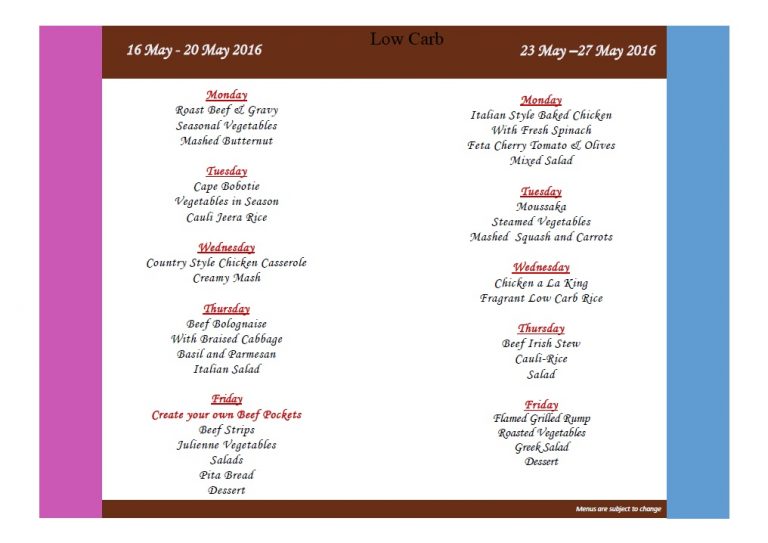 Low Carb
16 May - 20 May 2016
Monday
Roast Beef & Gravy
Seasonal Vegetables
Mashed Butternut
Tuesday
Cape Bobotie
Vegetables in Season
Cauli Jeera Rice
Wednesday
Country Style Chicken Casserole
Creamy Mash
Thursday
Beef Bolognaise
With Braised Cabbage
Basil and Parmesan
Italian Salad
Friday
Create your own Beef Pockets
Beef Strips
Julienne Vegetables
Salads
Pita Bread
Dessert
23 May –27 May 2016
Monday
Italian Style Baked Chicken
With Fresh Spinach
Feta Cherry Tomato & Olives
Mixed Salad
Tuesday
Moussaka
Steamed Vegetables
Mashed Squash and Carrots
Wednesday
Chicken a La King
Fragrant Low Carb Rice
Thursday
Beef Irish Stew
Cauli-Rice
Salad
Friday
Flamed Grilled Rump
Roasted Vegetables
Greek Salad
Dessert
Menus are subject to change